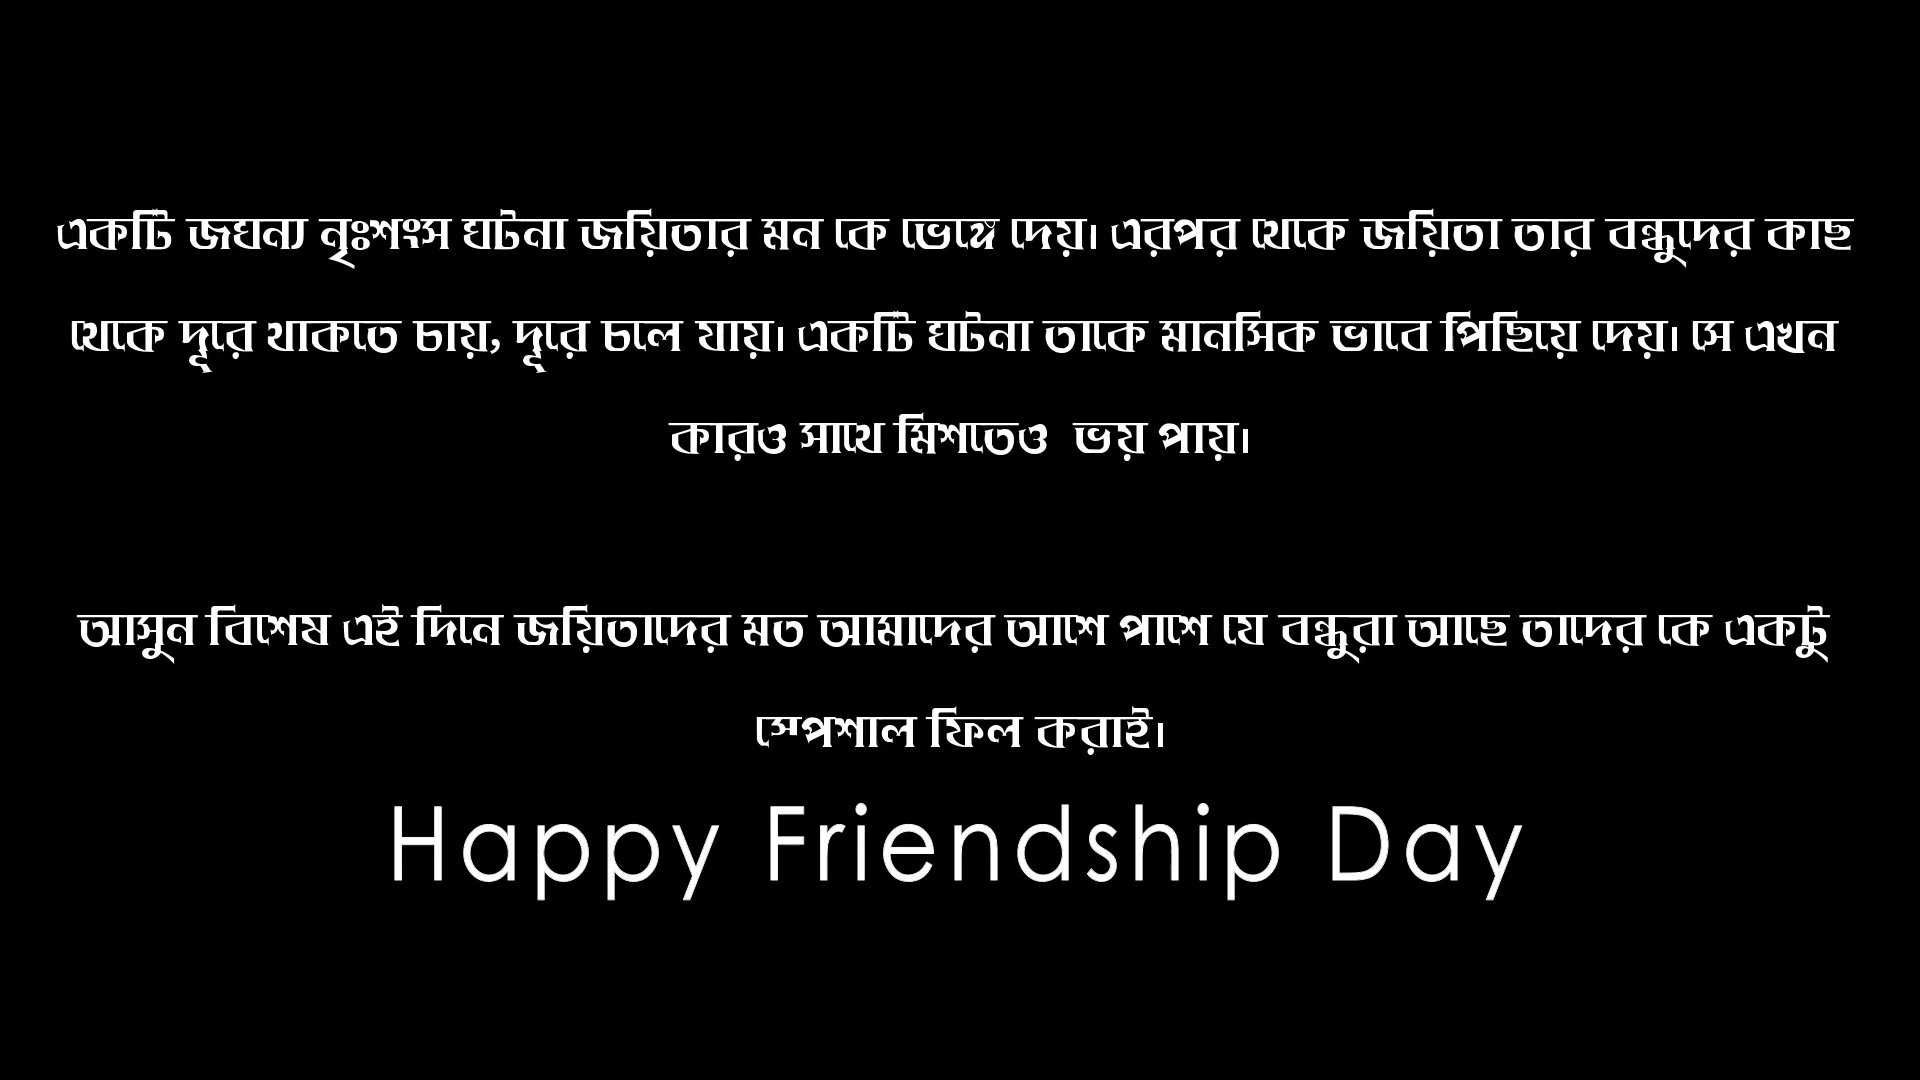 একটি জঘন্য নৃঃশংস ঘটনা জয়িতার মন কে ভেঙ্গে দেয়। এরপর থেকে জয়িতা তার বন্ধুদের কাছ
থেকে দূরে থাকতে চায়, দূরে চলে যায়। একটি ঘটনা তাকে মানসিক ভাবে পিছিয়ে দেয়। সে এখন
কারও সাথে মিশতেও  ভয় পায়।
আসুন বিশেষ এই দিনে জয়িতাদের মত আমাদের আশে পাশে যে বন্ধুরা আছে তাদের কে একটু
স্পেশাল ফিল করাই।
Happy Friendship Day